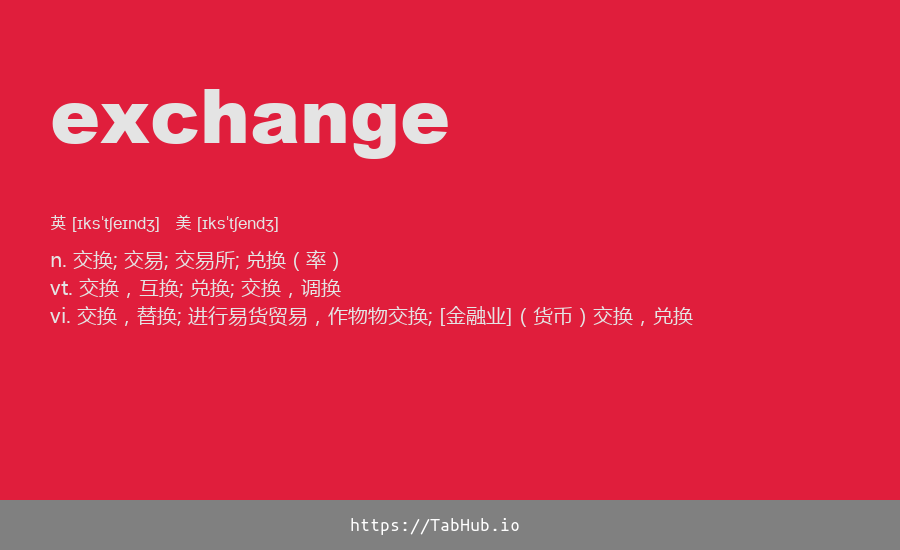 exchange
英 [ɪksˈtʃeɪndʒ] 美 [ɪksˈtʃendʒ]
n. 交换; 交易; 交易所; 兑换（率）
vt. 交换，互换; 兑换; 交换，调换
vi. 交换，替换; 进行易货贸易，作物物交换; [金融业]（货币）交换，兑换
https://TabHub.io